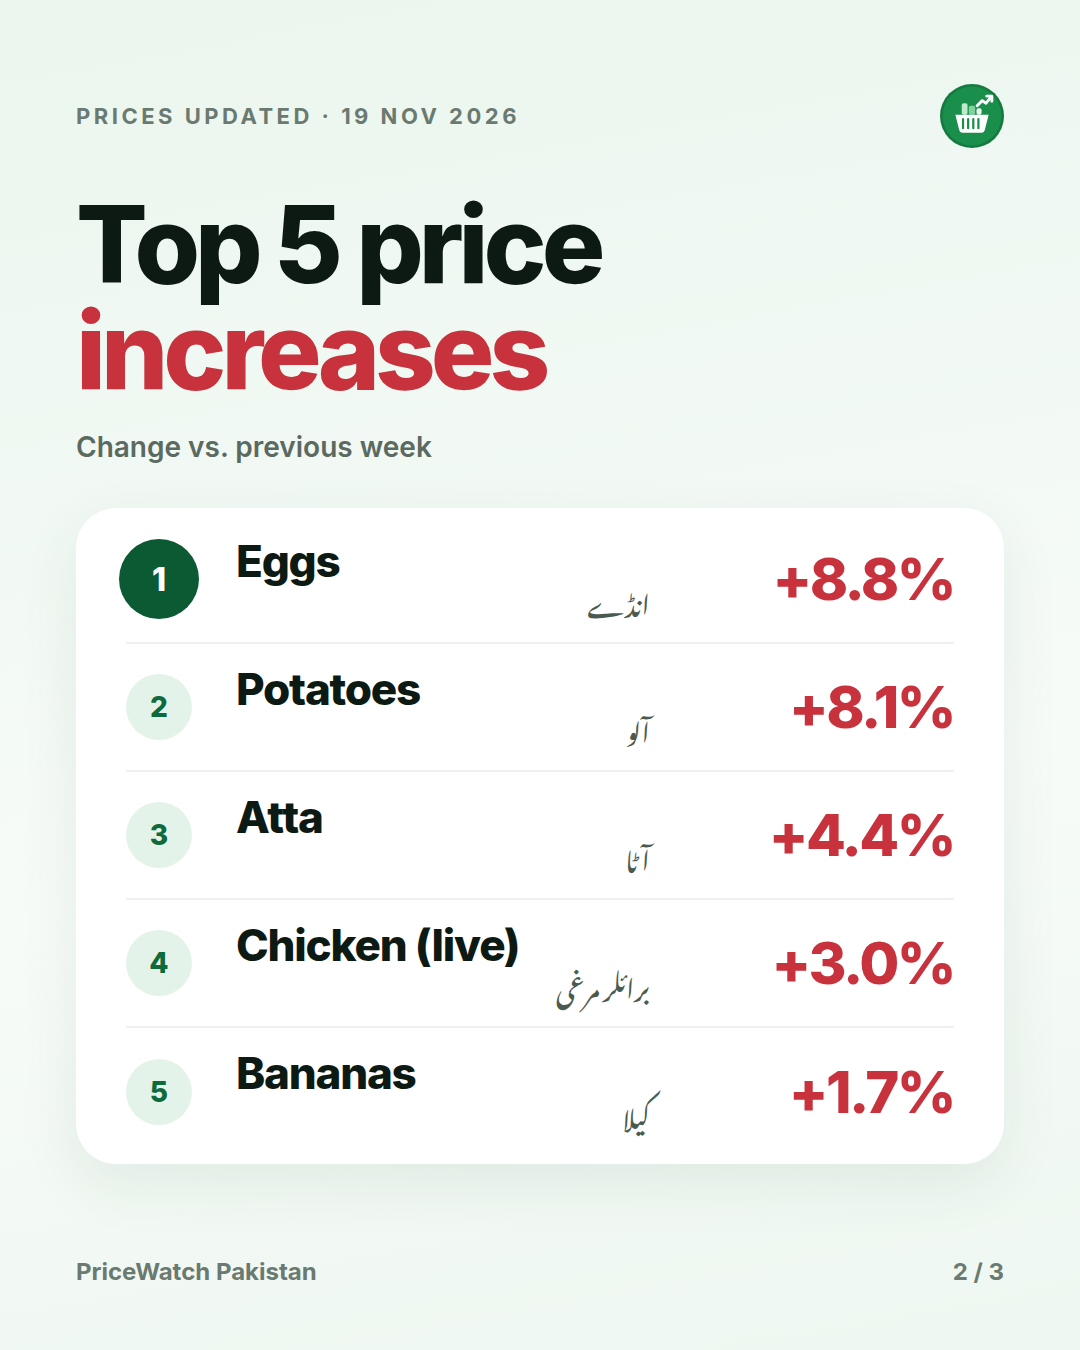 PRICES UPDATED · 19 NOV 2026
Top 5 price
increases
Change vs. previous week
1
Eggs
انڈے
+8.8%
2
Potatoes
آلو
+8.1%
3
Atta
آٹا
+4.4%
4
Chicken (live)
برائلر مرغی
+3.0%
5
Bananas
کیلا
+1.7%
PriceWatch Pakistan
2 / 3